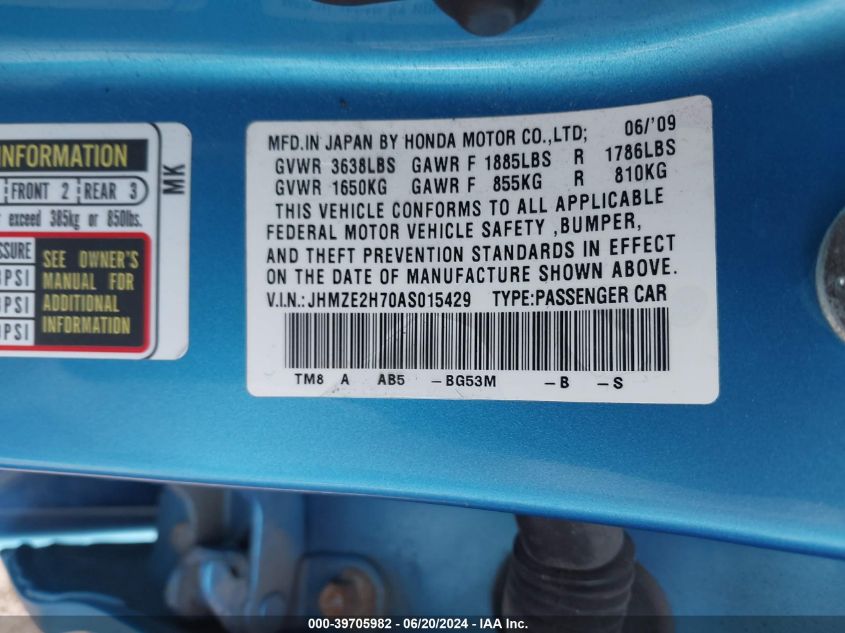 INFORMATION
FRONT 2 REAR 3
exceed 385kg or 850lbs.
SSURE
PSI
PSI
PSI
SEE OWNER'S
MANUAL FOR
ADDITIONAL
INFORMATION
MK
MFD.IN JAPAN BY HONDA MOTOR CO.,LTD; 06/'09
GVWR 3638LBS GAWR F 1885LBS R 1786LBS
GVWR 1650KG GAWR F 855KG R 810KG
THIS VEHICLE CONFORMS TO ALL APPLICABLE
FEDERAL MOTOR VEHICLE SAFETY ,BUMPER,
AND THEFT PREVENTION STANDARDS IN EFFECT
ON THE DATE OF MANUFACTURE SHOWN ABOVE.
V.I.N.:JHMZE2H70AS015429 TYPE:PASSENGER CAR
TM8 A AB5 -BG53M -B -S
000-39705982 - 06/20/2024 - IAA Inc.